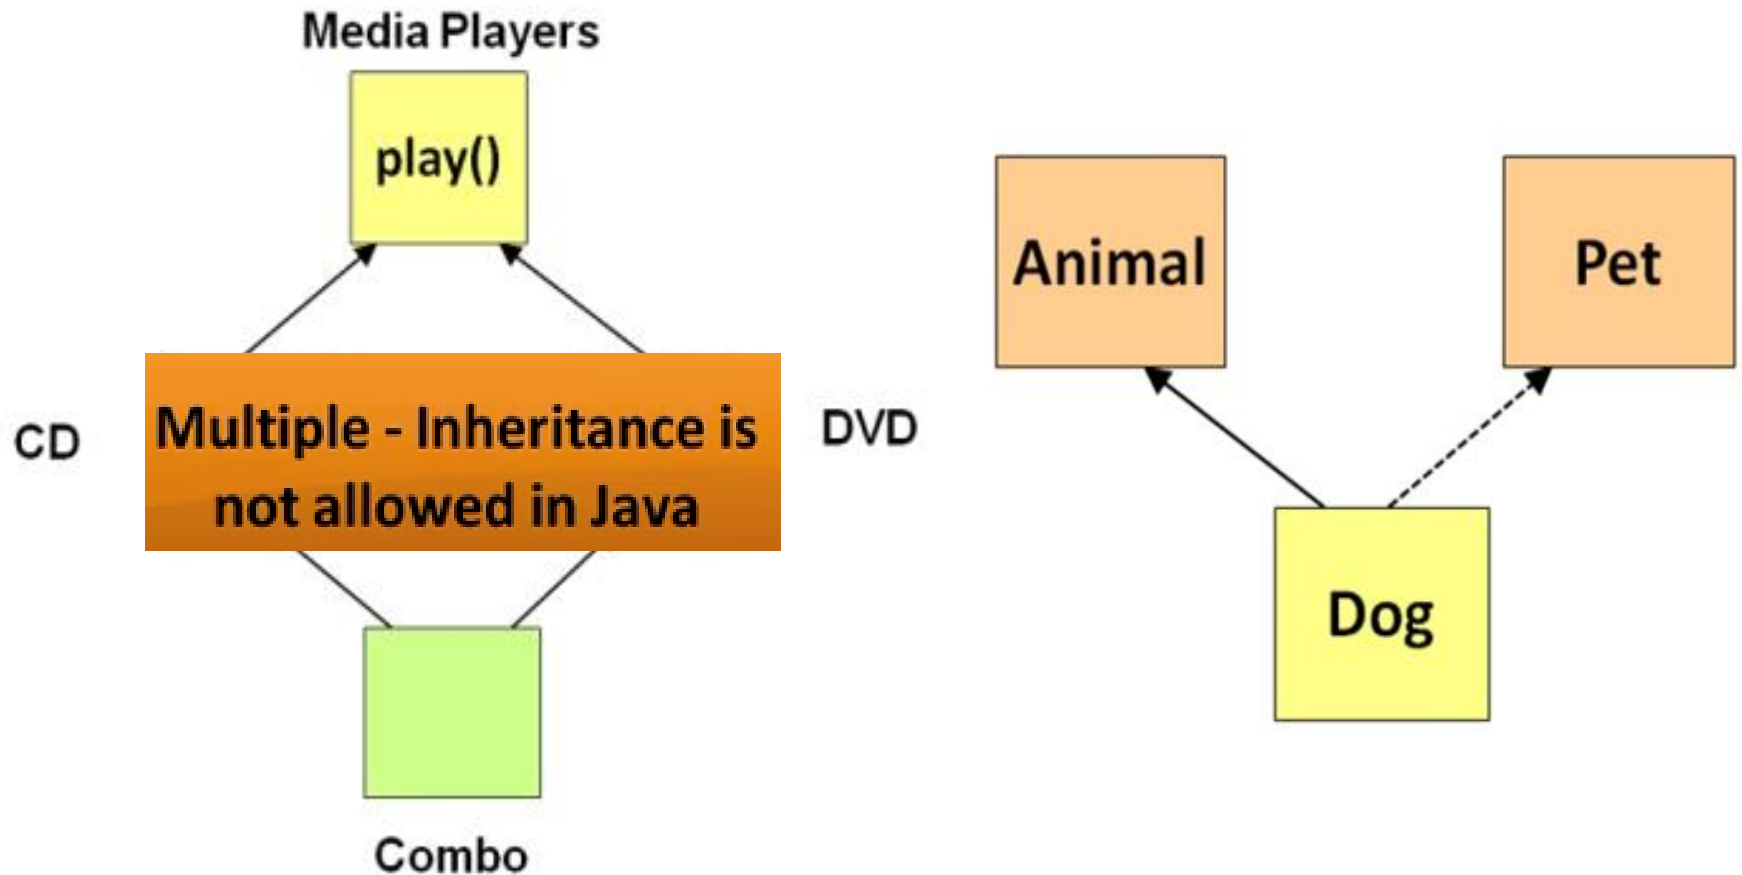 Media Players
play()
CD
Multiple - Inheritance is
not allowed in Java
DVD
Combo
Animal
Pet
Dog